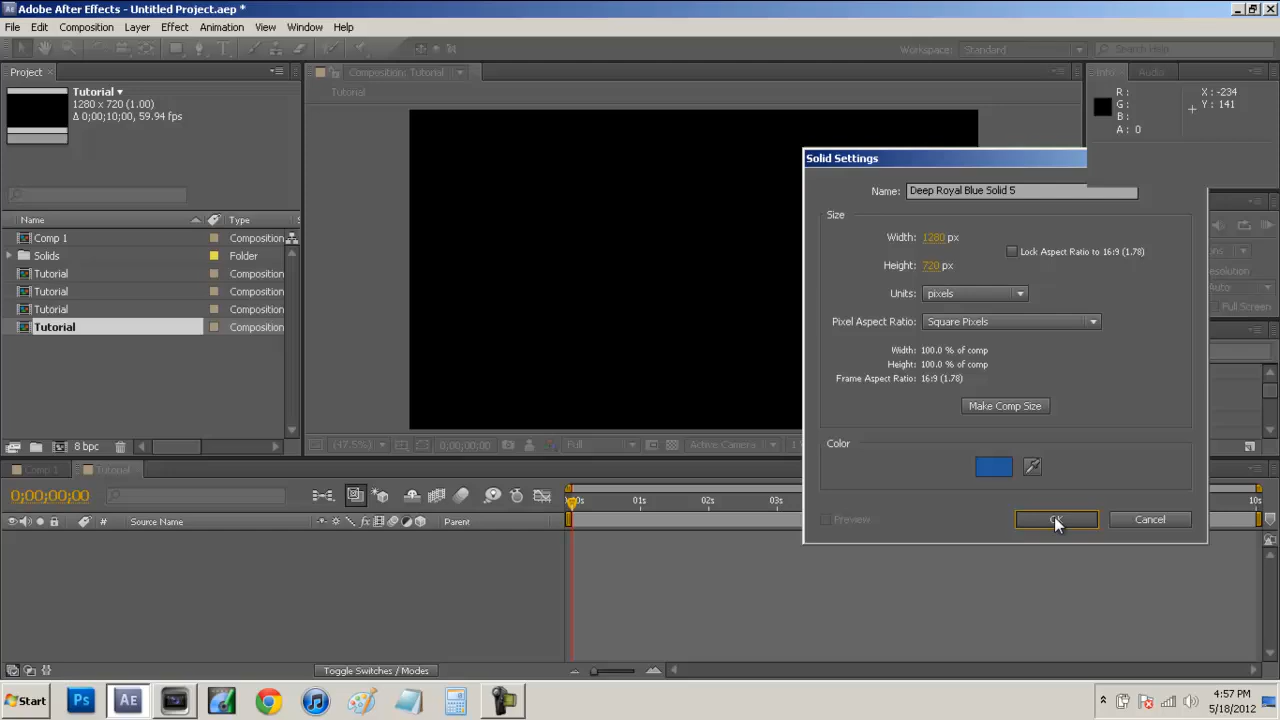 Adobe After Effects - Untitled Project.aep *
File Edit Composition Layer Effect Animation View Window Help
Workspace: Standard Search Help
Project Composition: Tutorial Info Audio
Tutorial
1280 x 720 (1.00)
Δ 0;00;10;00, 59.94 fps
Tutorial
R :
G :
B :
A : 0
X : -234
Y : 141
Solid Settings
Name: Deep Royal Blue Solid 5
Size
Width: 1280 px
Height: 720 px
Lock Aspect Ratio to 16:9 (1.78)
Units: pixels
Pixel Aspect Ratio: Square Pixels
Width: 100.0 % of comp
Height: 100.0 % of comp
Frame Aspect Ratio: 16:9 (1.78)
Make Comp Size
Color
Preview
Cancel
Auto
Full Screen
Name Type
Comp 1 Composition
Solids Folder
Tutorial Composition
Tutorial Composition
Tutorial Composition
Tutorial Composition
8 bpc
(47.5%) 0;00;00;00 Full Active Camera
Comp 1 Tutorial
0;00;00;00
01s 02s 03s 10s
# Source Name Parent
Toggle Switches / Modes
Start Ps Ae
4:57 PM
5/18/2012